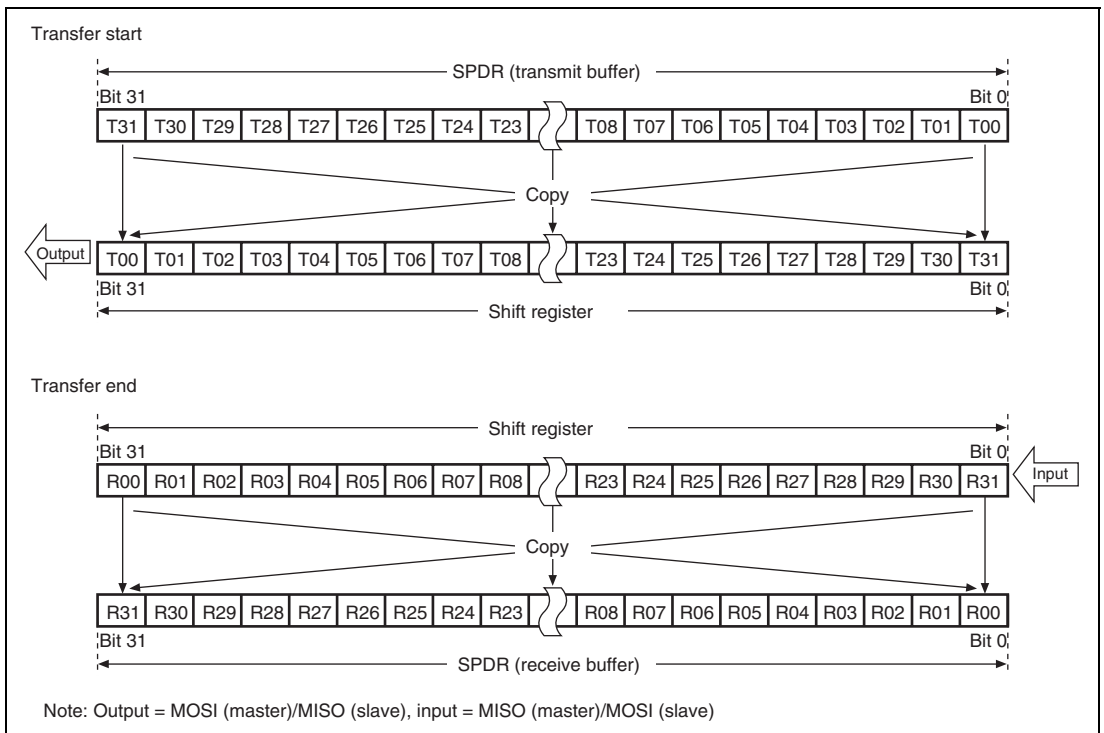 Transfer start
SPDR (transmit buffer)
Bit 31 Bit 0
T31 T30 T29 T28 T27 T26 T25 T24 T23 T08 T07 T06 T05 T04 T03 T02 T01 T00
Copy
Output T00 T01 T02 T03 T04 T05 T06 T07 T08 T23 T24 T25 T26 T27 T28 T29 T30 T31
Bit 31 Bit 0
Shift register
Transfer end
Shift register
Bit 31 Bit 0
R00 R01 R02 R03 R04 R05 R06 R07 R08 R23 R24 R25 R26 R27 R28 R29 R30 R31 Input
Copy
R31 R30 R29 R28 R27 R26 R25 R24 R23 R08 R07 R06 R05 R04 R03 R02 R01 R00
Bit 31 Bit 0
SPDR (receive buffer)
Note: Output = MOSI (master)/MISO (slave), input = MISO (master)/MOSI (slave)